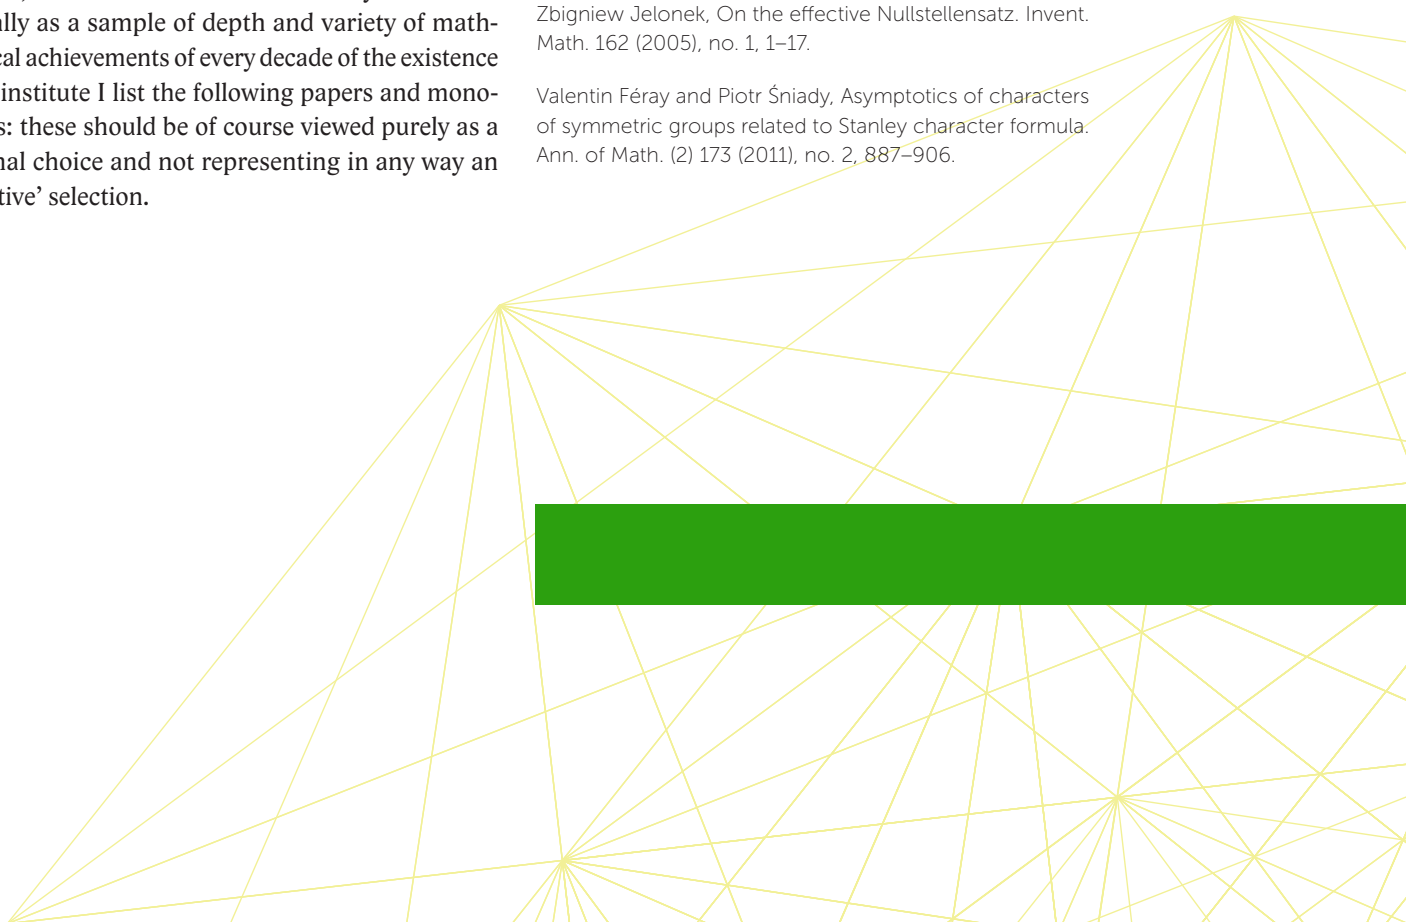 ally as a sample of depth and variety of math-
cal achievements of every decade of the existence
institute I list the following papers and mono-
s: these should be of course viewed purely as a
nal choice and not representing in any way an
tive’ selection.
Zbigniew Jelonek, On the effective Nullstellensatz. Invent.
Math. 162 (2005), no. 1, 1–17.
Valentin Féray and Piotr Śniady, Asymptotics of characters
of symmetric groups related to Stanley character formula.
Ann. of Math. (2) 173 (2011), no. 2, 887–906.